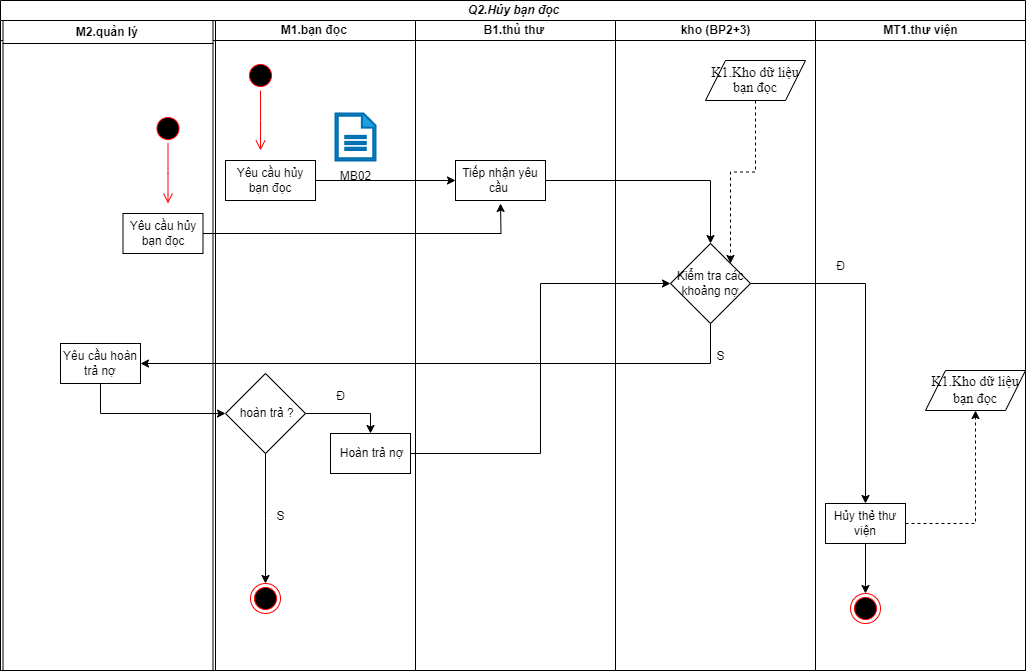 Q2.Hủy bạn đọc
M2.quản lý
M1.bạn đọc
B1.thủ thư
kho (BP2+3)
MT1.thư viện
K1.Kho dữ liệu
bạn đọc
Yêu cầu hủy
bạn đọc
MB02
Tiếp nhận yêu
cầu
Yêu cầu hủy
bạn đọc
Kiểm tra các
khoảng nợ
Đ
S
Yêu cầu hoàn
trả nợ
hoàn trả ?
Đ
Hoàn trả nợ
S
K1.Kho dữ liệu
bạn đọc
Hủy thẻ thư
viện